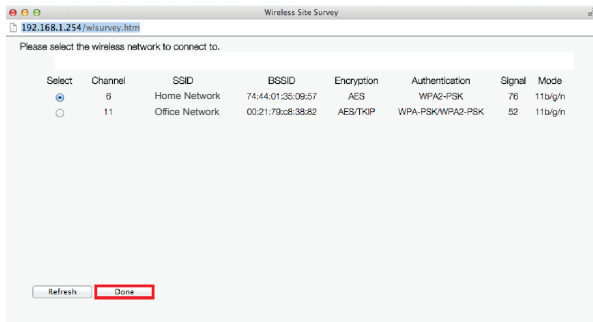 Wireless Site Survey
192.168.1.254/wlsurvey.htm
Please select the wireless network to connect to.
Select Channel SSID BSSID Encryption Authentication Signal Mode
6 Home Network 74:44:01:35:09:57 AES WPA2-PSK 76 11b/g/n
11 Office Network 00:21:79:c8:38:82 AES/TKIP WPA-PSK/WPA2-PSK 52 11b/g/n
Refresh Done